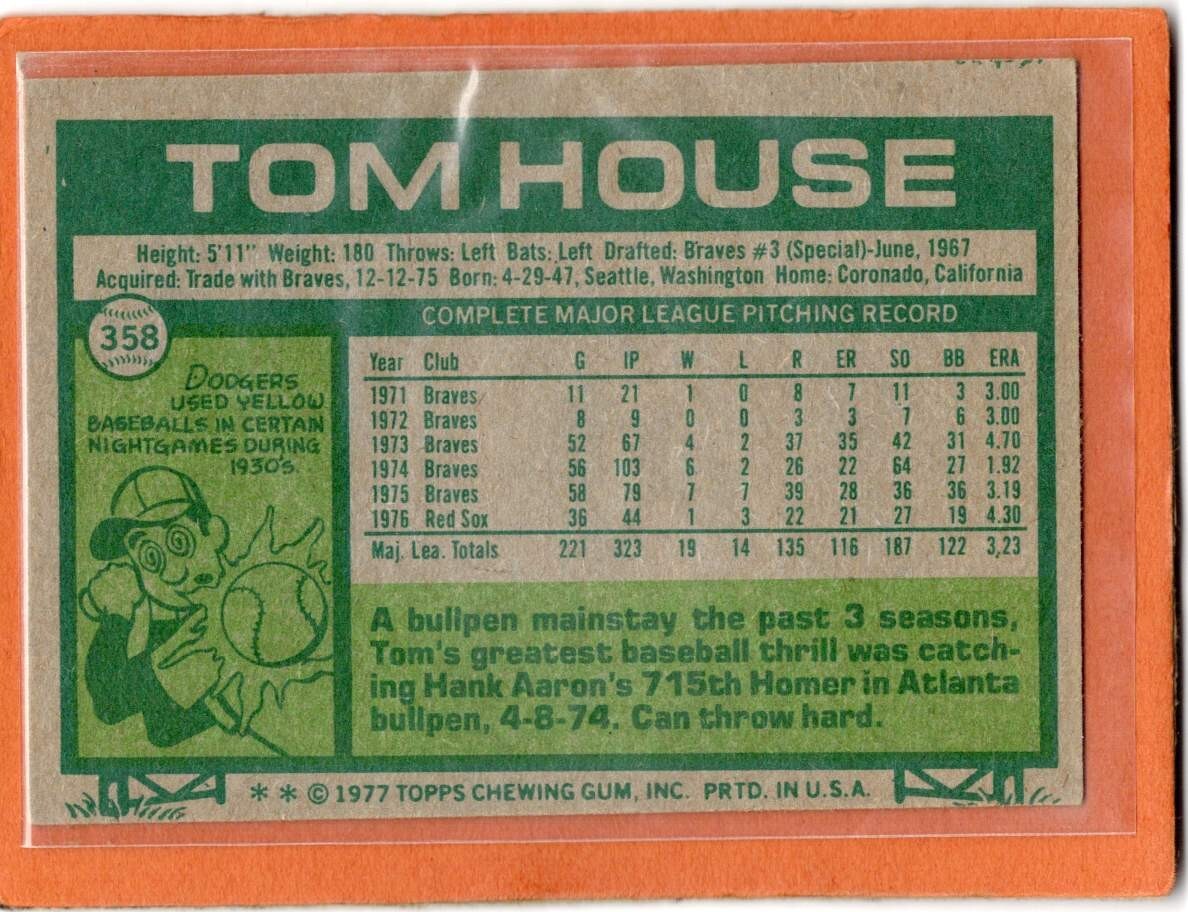 TOM HOUSE
Height: 5'11" Weight: 180 Throws: Left Bats: Left Drafted: Braves #3 (Special)-June, 1967
Acquired: Trade with Braves, 12-12-75 Born: 4-29-47, Seattle, Washington Home: Coronado, California
358
DODGERS
USED YELLOW
BASEBALLS IN CERTAIN
NIGHTGAMES DURING
1930'S.
COMPLETE MAJOR LEAGUE PITCHING RECORD
Year Club G IP W L R ER SO BB ERA
1971 Braves 11 21 1 0 8 7 11 3 3.00
1972 Braves 8 9 0 0 3 3 7 6 3.00
1973 Braves 52 67 4 2 37 35 42 31 4.70
1974 Braves 56 103 6 2 26 22 64 27 1.92
1975 Braves 58 79 7 7 39 28 36 36 3.19
1976 Red Sox 36 44 1 3 22 21 27 19 4.30
Maj. Lea. Totals 221 323 19 14 135 116 187 122 3,23
A bullpen mainstay the past 3 seasons,
Tom's greatest baseball thrill was catch-
ing Hank Aaron's 715th Homer in Atlanta
bullpen, 4-8-74. Can throw hard.
* * © 1977 TOPPS CHEWING GUM, INC. PRTD. IN U.S.A.